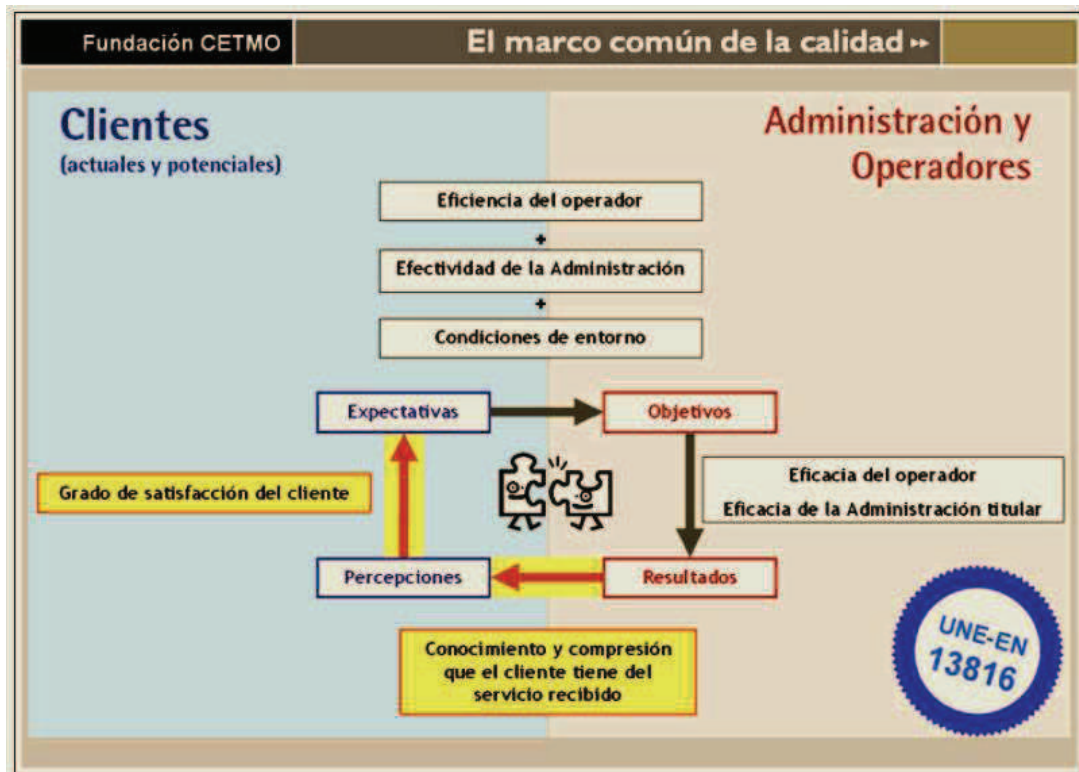 Fundación CETMO
El marco común de la calidad
Clientes
(actuales y potenciales)
Administración y
Operadores
Eficiencia del operador
+
Efectividad de la Administración
+
Condiciones de entorno
Expectativas
Objetivos
Grado de satisfacción del cliente
Eficacia del operador
Eficacia de la Administración titular
Percepciones
Resultados
Conocimiento y compresión
que el cliente tiene del
servicio recibido
UNE-EN
13816